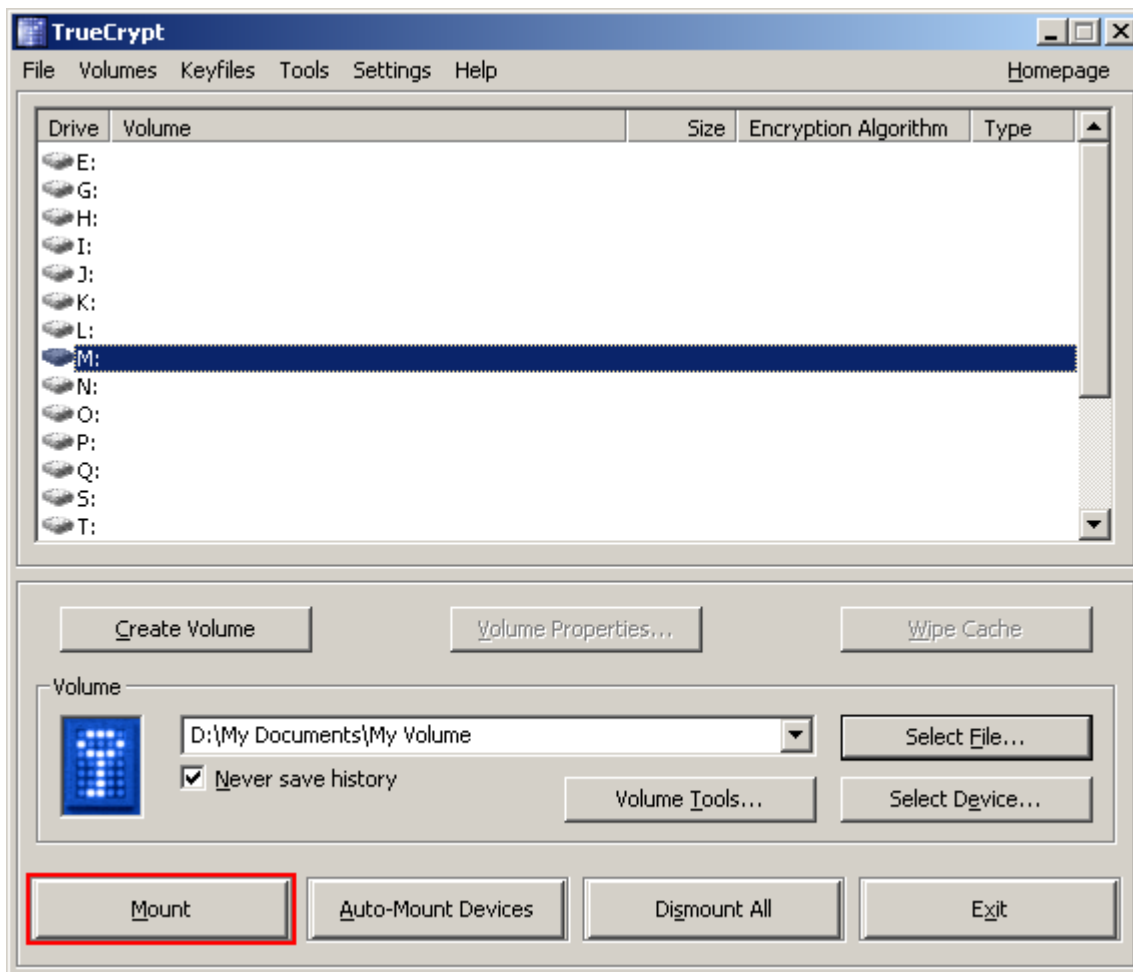 TrueCrypt
File Volumes Keyfiles Tools Settings Help Homepage
Drive Volume Size Encryption Algorithm Type
E:
G:
H:
I:
J:
K:
L:
M:
N:
O:
P:
Q:
S:
T:
Create Volume Volume Properties... Wipe Cache
Volume
D:\My Documents\My Volume Select File...
Never save history
Volume Tools... Select Device...
Mount Auto-Mount Devices Dismount All Exit